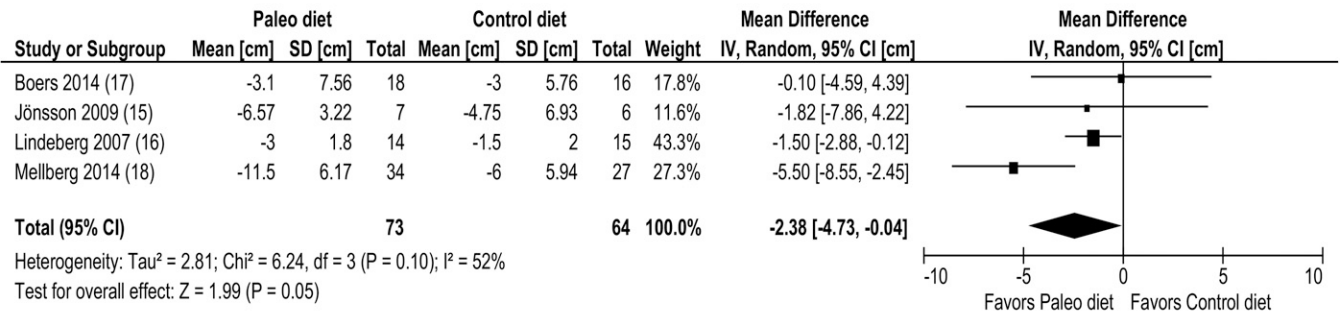 Paleo diet Control diet Mean Difference Mean Difference
Study or Subgroup Mean [cm] SD [cm] Total Mean [cm] SD [cm] Total Weight IV, Random, 95% CI [cm] IV, Random, 95% CI [cm]
Boers 2014 (17) -3.1 7.56 18 -3 5.76 16 17.8% -0.10 [-4.59, 4.39]
Jönsson 2009 (15) -6.57 3.22 7 -4.75 6.93 6 11.6% -1.82 [-7.86, 4.22]
Lindeberg 2007 (16) -3 1.8 14 -1.5 2 15 43.3% -1.50 [-2.88, -0.12]
Mellberg 2014 (18) -11.5 6.17 34 -6 5.94 27 27.3% -5.50 [-8.55, -2.45]
Total (95% CI) 73 64 100.0% -2.38 [-4.73, -0.04]
Heterogeneity: Tau² = 2.81; Chi² = 6.24, df = 3 (P = 0.10); I² = 52%
Test for overall effect: Z = 1.99 (P = 0.05)
-10 -5 0 5 10
Favors Paleo diet Favors Control diet